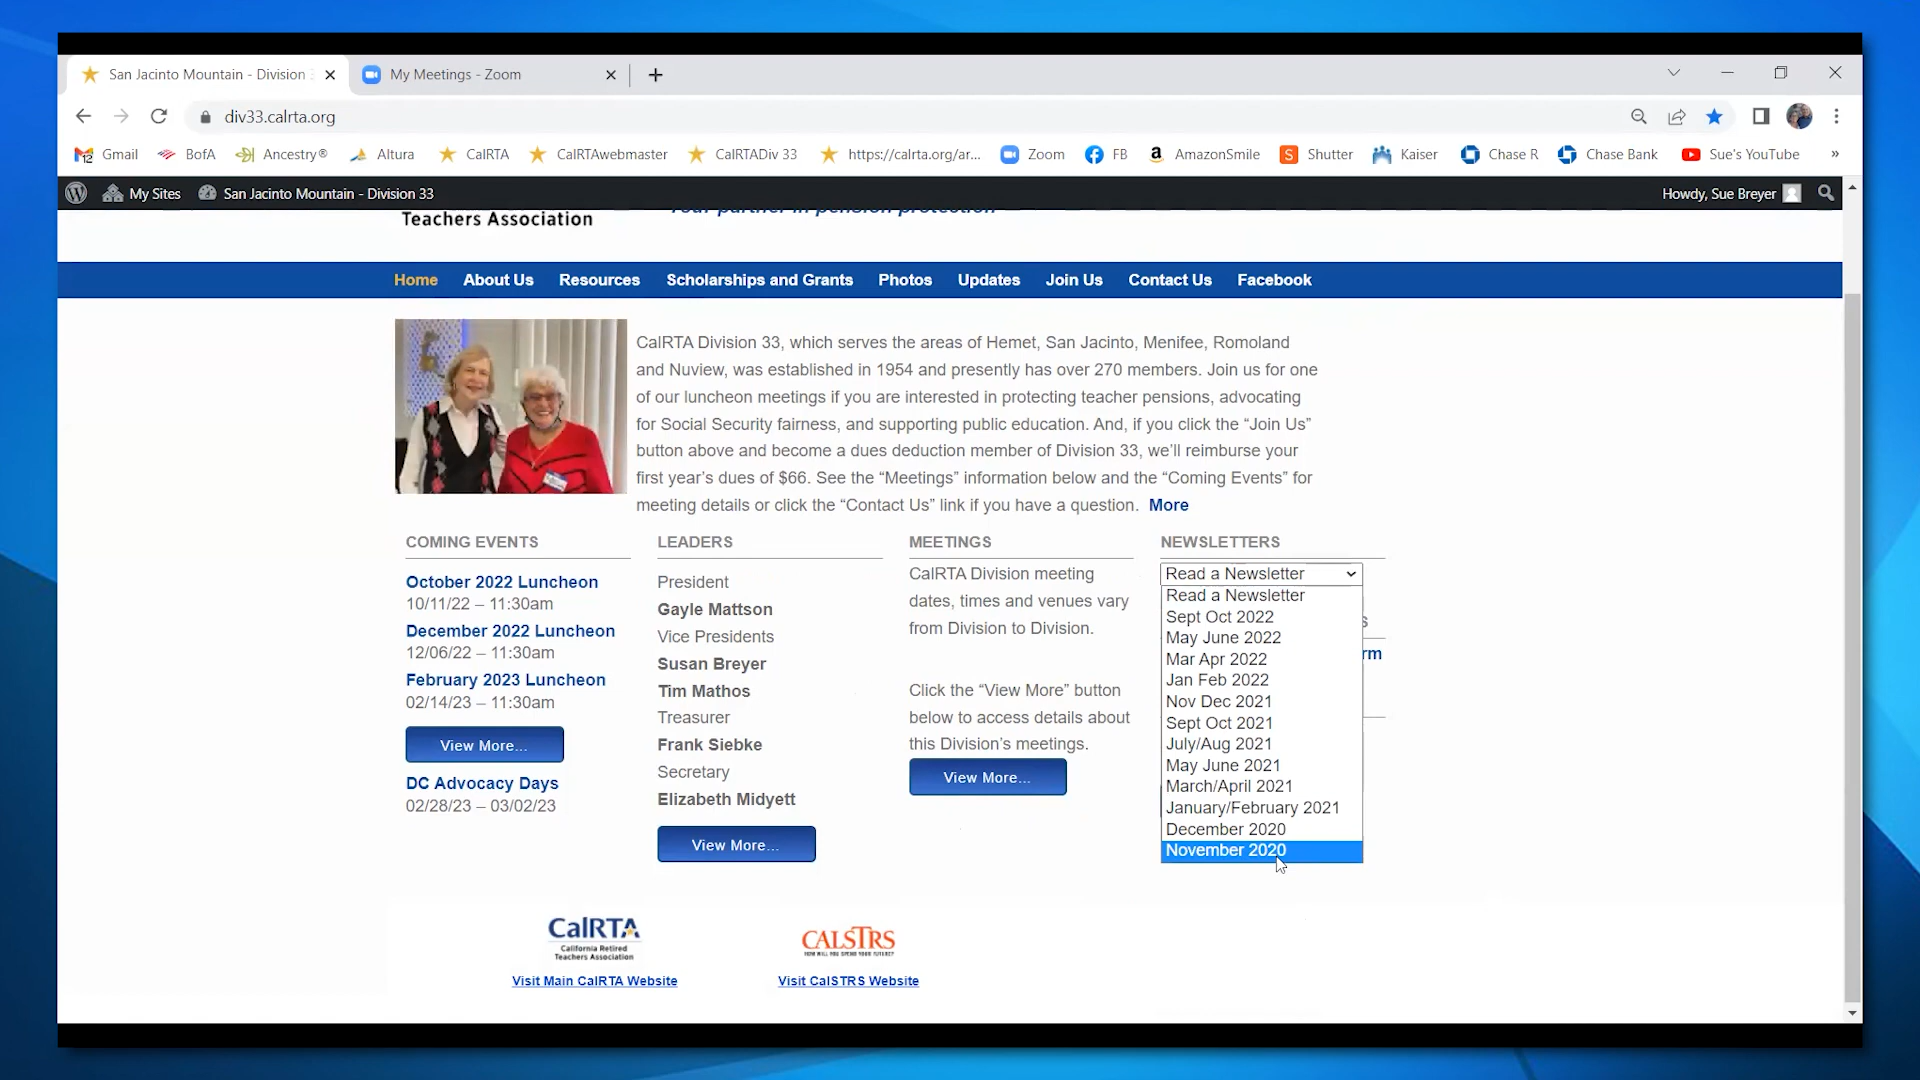 San Jacinto Mountain - Division
My Meetings - Zoom
div33.calrta.org
Gmail
BofA
Ancestry®
Altura
CalRTA
CalRTAwebmaster
CalRTADiv 33
https://calrta.org/ar...
Zoom
FB
AmazonSmile
Shutter
Kaiser
Chase R
Chase Bank
Sue's YouTube
»
My Sites
San Jacinto Mountain - Division 33
Howdy, Sue Breyer
Teachers Association
Your partner in pension protection
Home About Us Resources Scholarships and Grants Photos Updates Join Us Contact Us Facebook
CalRTA Division 33, which serves the areas of Hemet, San Jacinto, Menifee, Romoland
and Nuview, was established in 1954 and presently has over 270 members. Join us for one
of our luncheon meetings if you are interested in protecting teacher pensions, advocating
for Social Security fairness, and supporting public education. And, if you click the “Join Us”
button above and become a dues deduction member of Division 33, we’ll reimburse your
first year’s dues of $66. See the “Meetings” information below and the “Coming Events” for
meeting details or click the “Contact Us” link if you have a question. More
COMING EVENTS
October 2022 Luncheon
10/11/22 – 11:30am
December 2022 Luncheon
12/06/22 – 11:30am
February 2023 Luncheon
02/14/23 – 11:30am
View More...
DC Advocacy Days
02/28/23 – 03/02/23
LEADERS
President
Gayle Mattson
Vice Presidents
Susan Breyer
Tim Mathos
Treasurer
Frank Siebke
Secretary
Elizabeth Midyett
View More...
MEETINGS
CalRTA Division meeting
dates, times and venues vary
from Division to Division.
Click the “View More” button
below to access details about
this Division’s meetings.
View More...
NEWSLETTERS
Read a Newsletter
Read a Newsletter
Sept Oct 2022
May June 2022
Mar Apr 2022
Jan Feb 2022
Nov Dec 2021
Sept Oct 2021
July/Aug 2021
May June 2021
March/April 2021
January/February 2021
December 2020
November 2020
S
rm
CalRTA
California Retired
Teachers Association
Visit Main CalRTA Website
CALSTRS
HOW WILL YOU SPEND YOUR FUTURE?
Visit CalSTRS Website